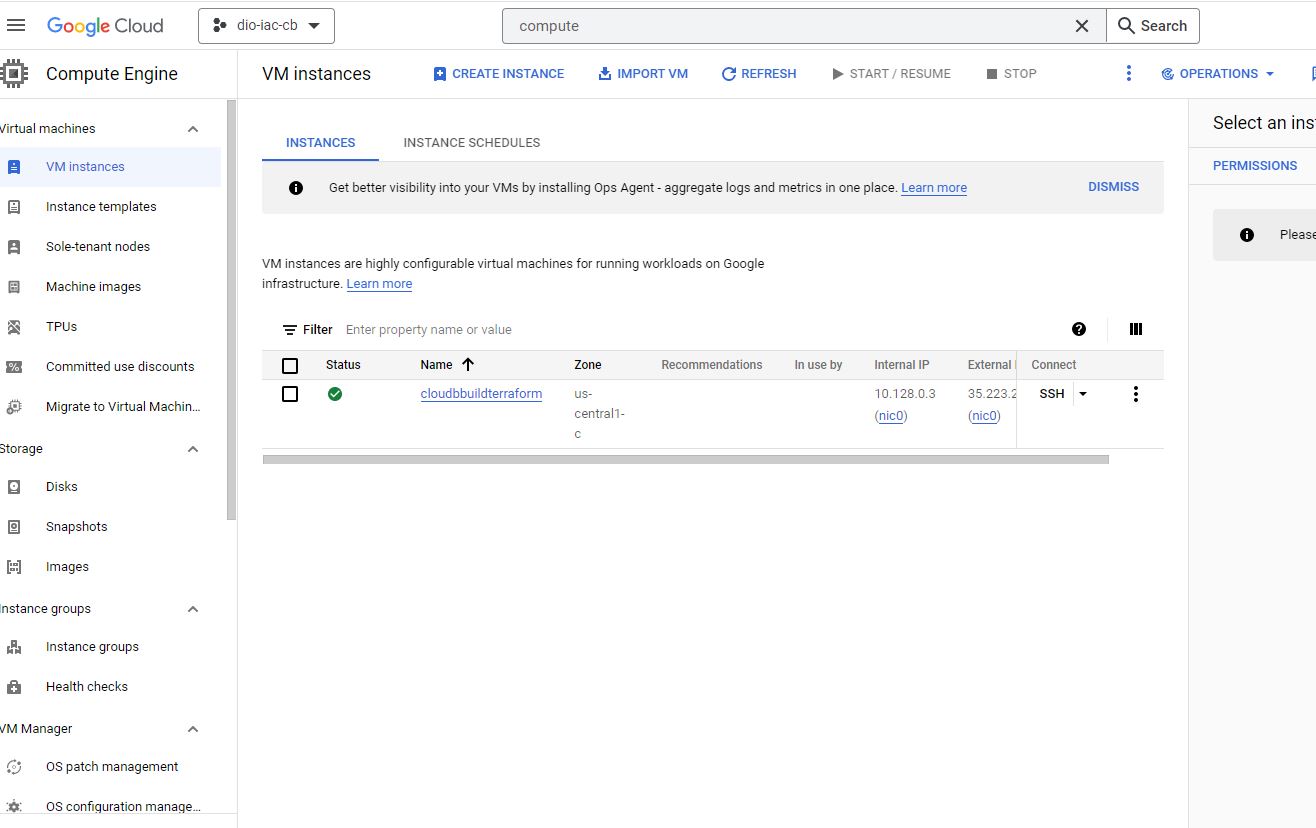 Google Cloud
dio-iac-cb
compute
Search
Compute Engine
VM instances
CREATE INSTANCE
IMPORT VM
REFRESH
START / RESUME
STOP
OPERATIONS
Virtual machines
VM instances
Instance templates
Sole-tenant nodes
Machine images
TPUs
Committed use discounts
Migrate to Virtual Machin...
Storage
Disks
Snapshots
Images
Instance groups
Instance groups
Health checks
VM Manager
OS patch management
OS configuration manage...
INSTANCES
INSTANCE SCHEDULES
Get better visibility into your VMs by installing Ops Agent - aggregate logs and metrics in one place. Learn more
DISMISS
VM instances are highly configurable virtual machines for running workloads on Google
infrastructure. Learn more
Filter Enter property name or value
Status Name Zone Recommendations In use by Internal IP External Connect
cloudbbuildterraform
us-
central1-
c
10.128.0.3
(nic0)
35.223.2
(nic0)
SSH
Select an inst
PERMISSIONS
Please